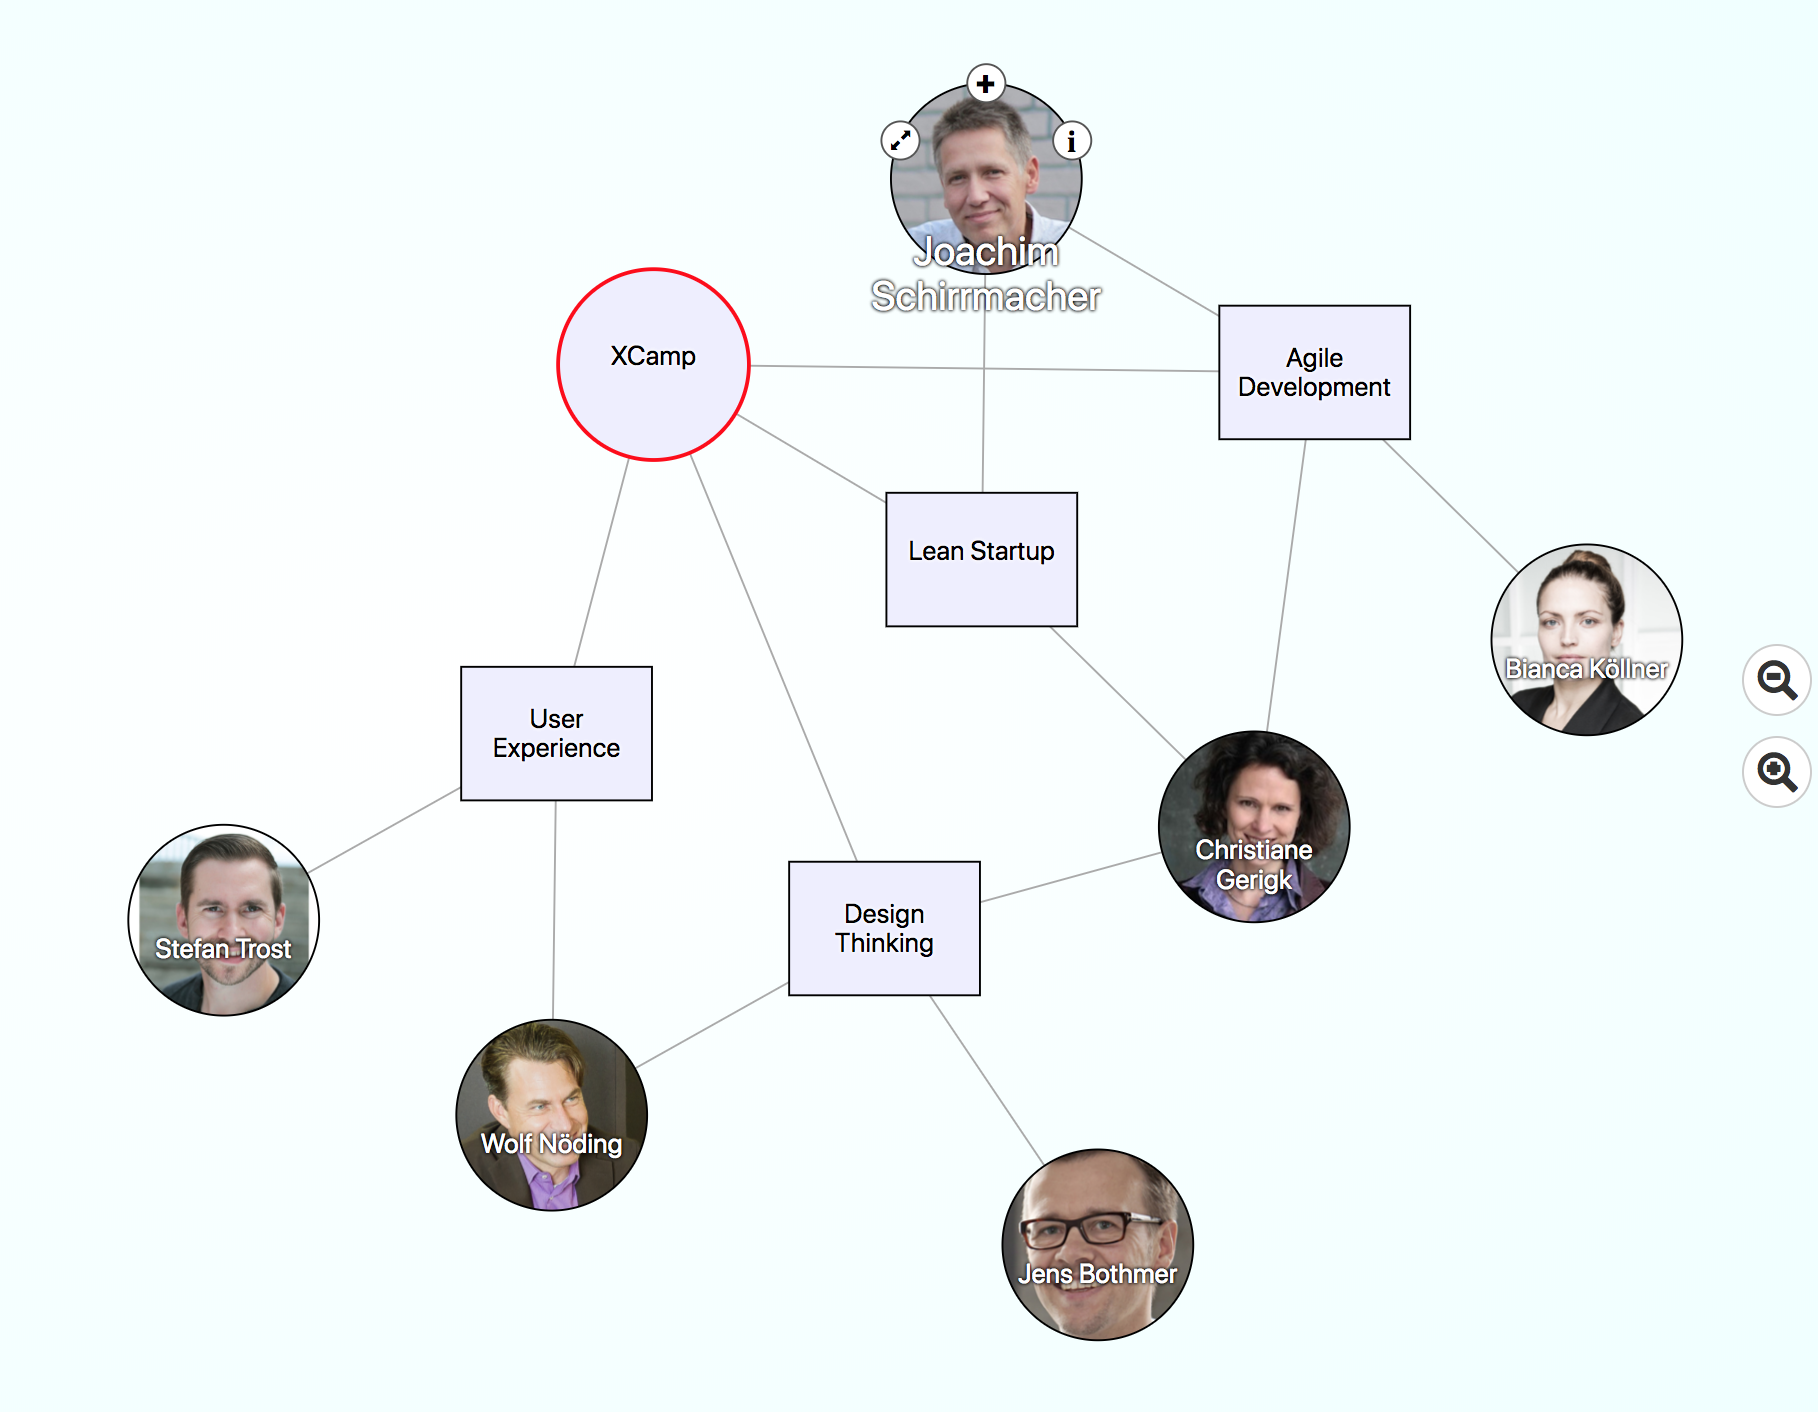 Joachim
Schirrmacher
XCamp
Agile
Development
Lean Startup
Bianca Köllner
User
Experience
Christiane
Gerigk
Design
Thinking
Stefan Trost
Wolf Nöding
Jens Bothmer